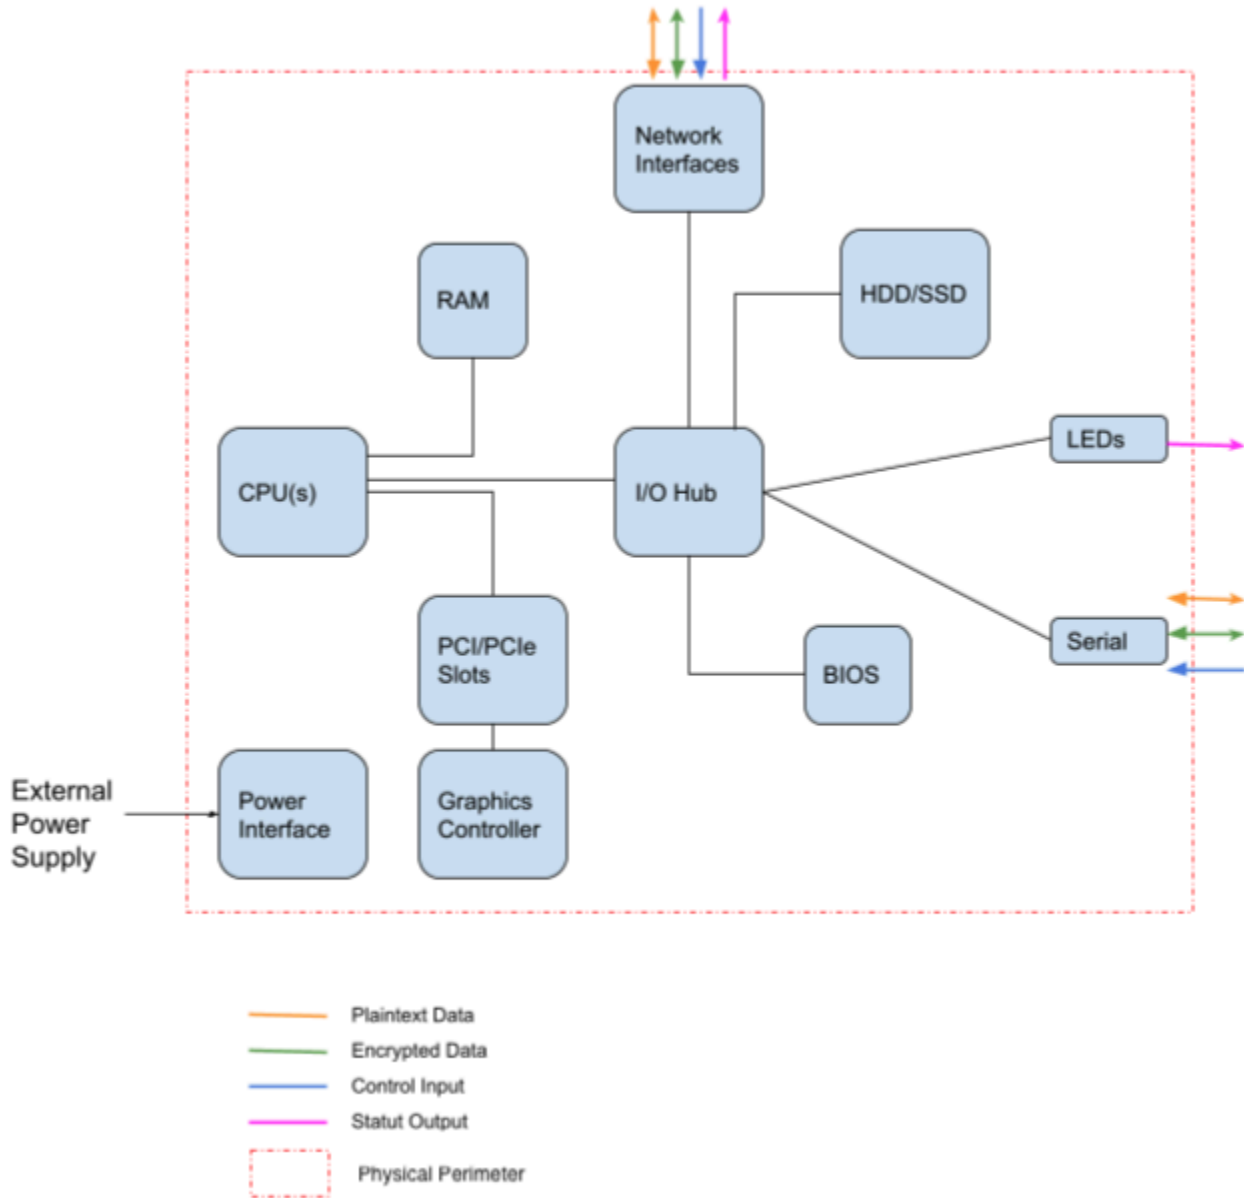 Network
Interfaces
RAM
HDD/SSD
LEDs
CPU(s)
I/O Hub
PCI/PCIe
Slots
BIOS
Serial
External
Power
Supply
Power
Interface
Graphics
Controller
Plaintext Data
Encrypted Data
Control Input
Statut Output
Physical Perimeter